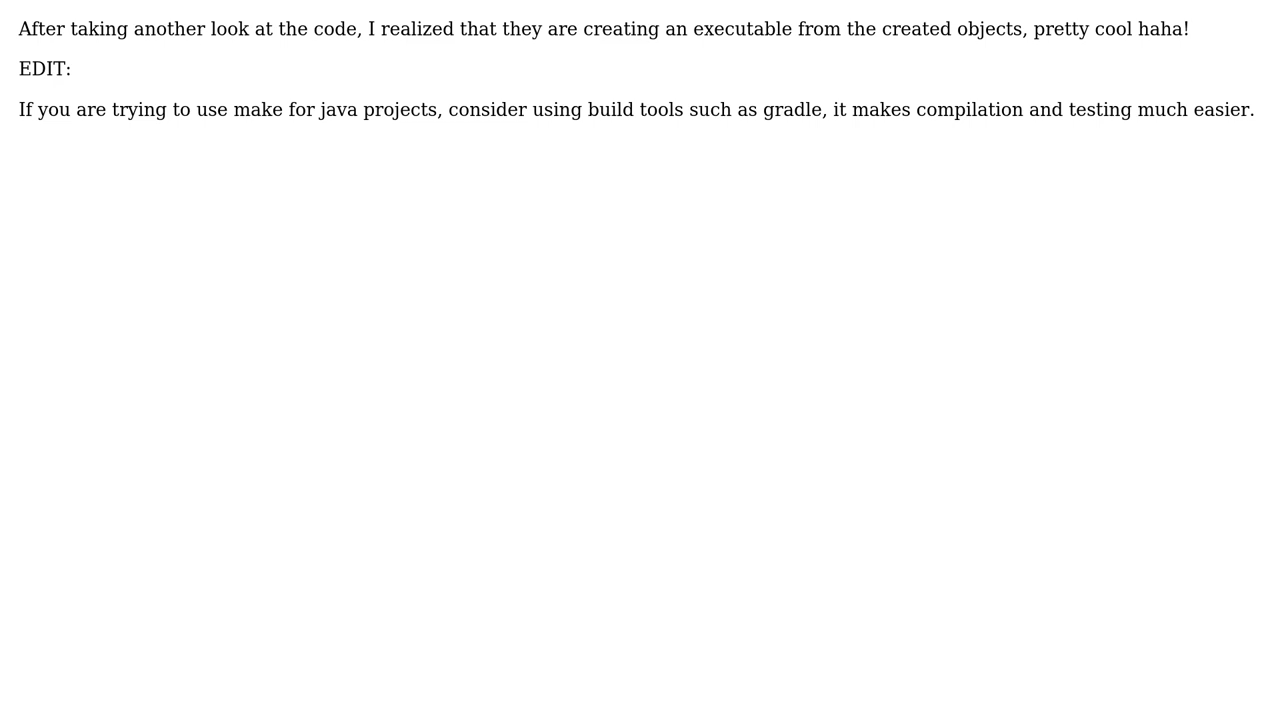 After taking another look at the code, I realized that they are creating an executable from the created objects, pretty cool haha!
EDIT:
If you are trying to use make for java projects, consider using build tools such as gradle, it makes compilation and testing much easier.